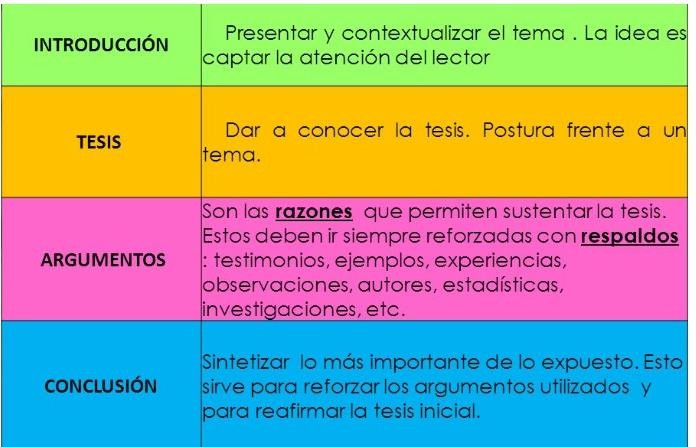 INTRODUCCIÓN
Presentar y contextualizar el tema . La idea es
captar la atención del lector
TESIS
Dar a conocer la tesis. Postura frente a un
tema.
ARGUMENTOS
Son las razones que permiten sustentar la tesis.
Estos deben ir siempre reforzadas con respaldos
: testimonios, ejemplos, experiencias,
observaciones, autores, estadísticas,
investigaciones, etc.
CONCLUSIÓN
Sintetizar lo más importante de lo expuesto. Esto
sirve para reforzar los argumentos utilizados y
para reafirmar la tesis inicial.